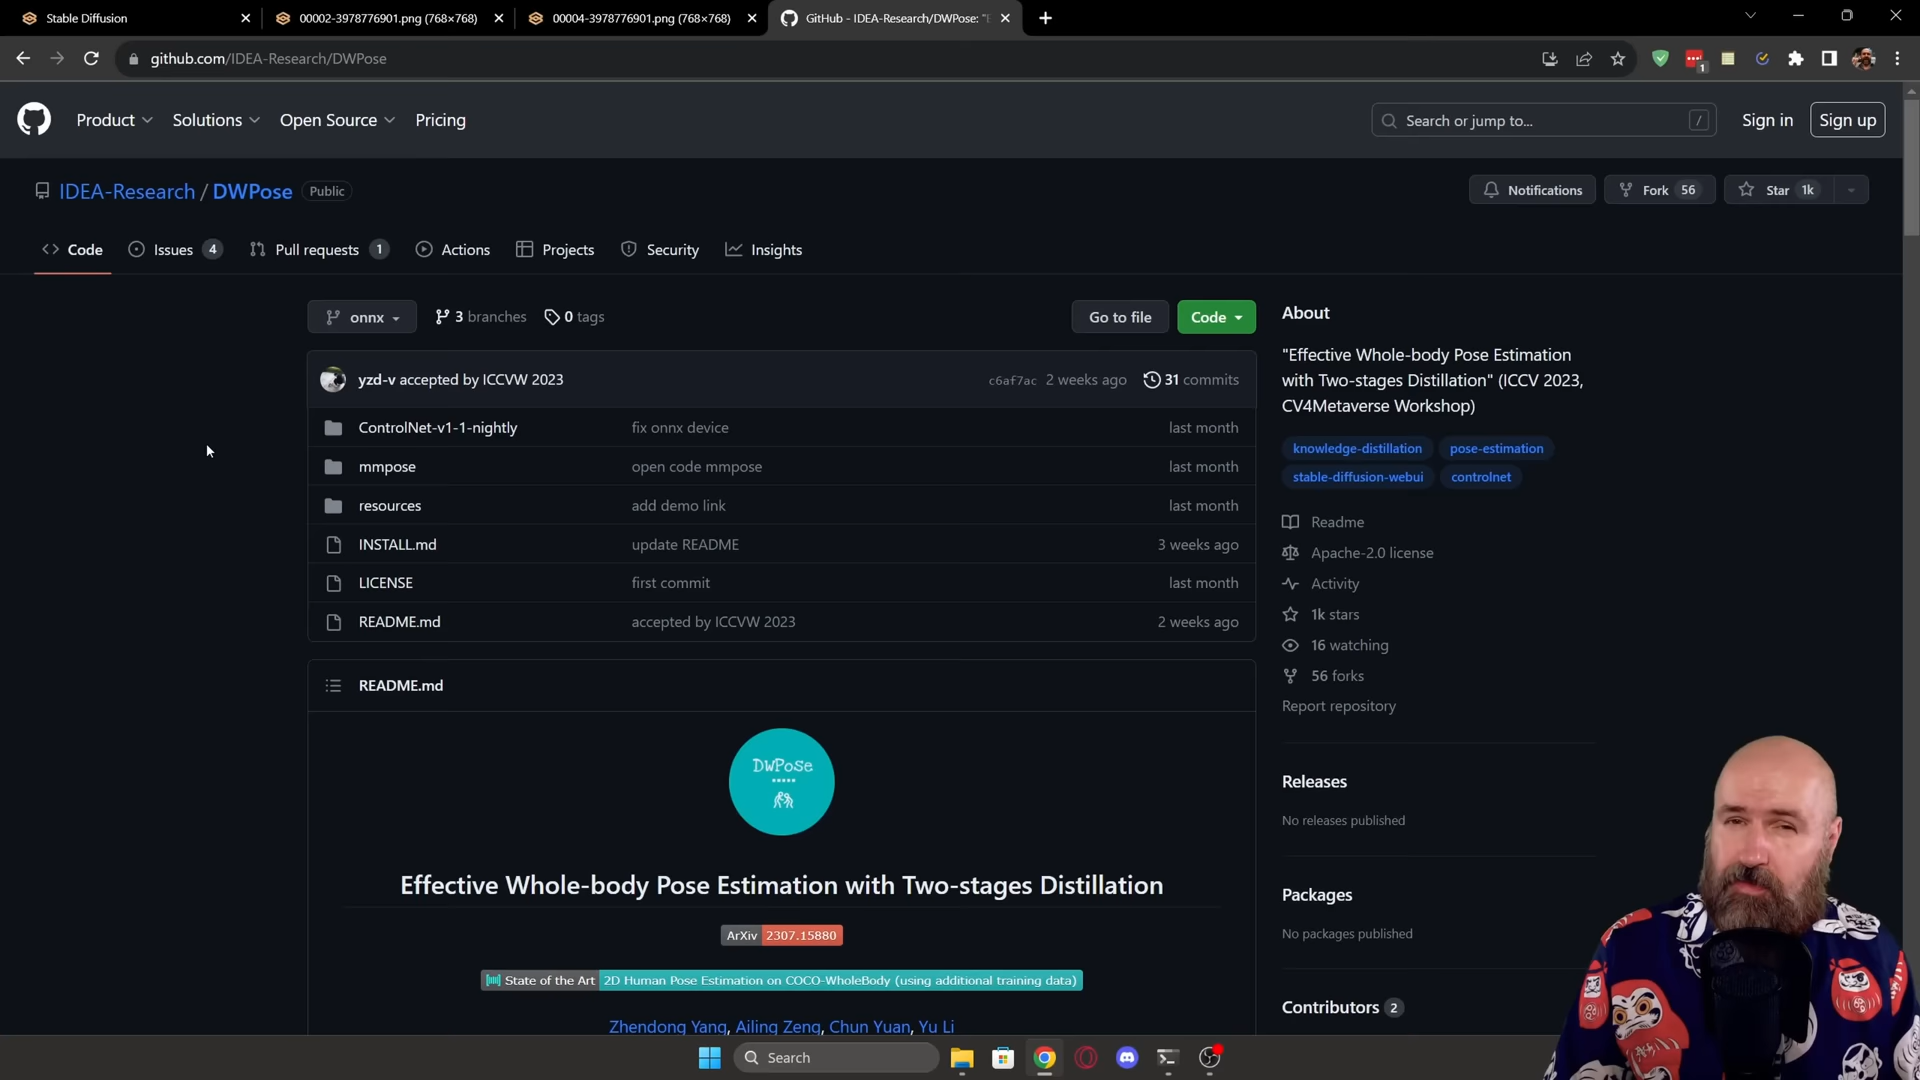 Stable Diffusion
00002-3978776901.png (768×768)
00004-3978776901.png (768×768)
GitHub - IDEA-Research/DWPose: "E
github.com/IDEA-Research/DWPose
1
Product
Solutions
Open Source
Pricing
Search or jump to...
/
Sign in
Sign up
IDEA-Research / DWPose
Public
Notifications
Fork 56
Star 1k
Code
Issues 4
Pull requests 1
Actions
Projects
Security
Insights
onnx
3 branches
0 tags
Go to file
Code
yzd-v accepted by ICCVW 2023
c6af7ac 2 weeks ago
31 commits
ControlNet-v1-1-nightly fix onnx device last month
mmpose open code mmpose last month
resources add demo link last month
INSTALL.md update README 3 weeks ago
LICENSE first commit last month
README.md accepted by ICCVW 2023 2 weeks ago
README.md
DWPose
Effective Whole-body Pose Estimation with Two-stages Distillation
ArXiv 2307.15880
State of the Art 2D Human Pose Estimation on COCO-WholeBody (using additional training data)
Zhendong Yang, Ailing Zeng, Chun Yuan, Yu Li
About
"Effective Whole-body Pose Estimation
with Two-stages Distillation" (ICCV 2023,
CV4Metaverse Workshop)
knowledge-distillation pose-estimation
stable-diffusion-webui controlnet
Readme
Apache-2.0 license
Activity
1k stars
16 watching
56 forks
Report repository
Releases
No releases published
Packages
No packages published
Contributors 2
Search